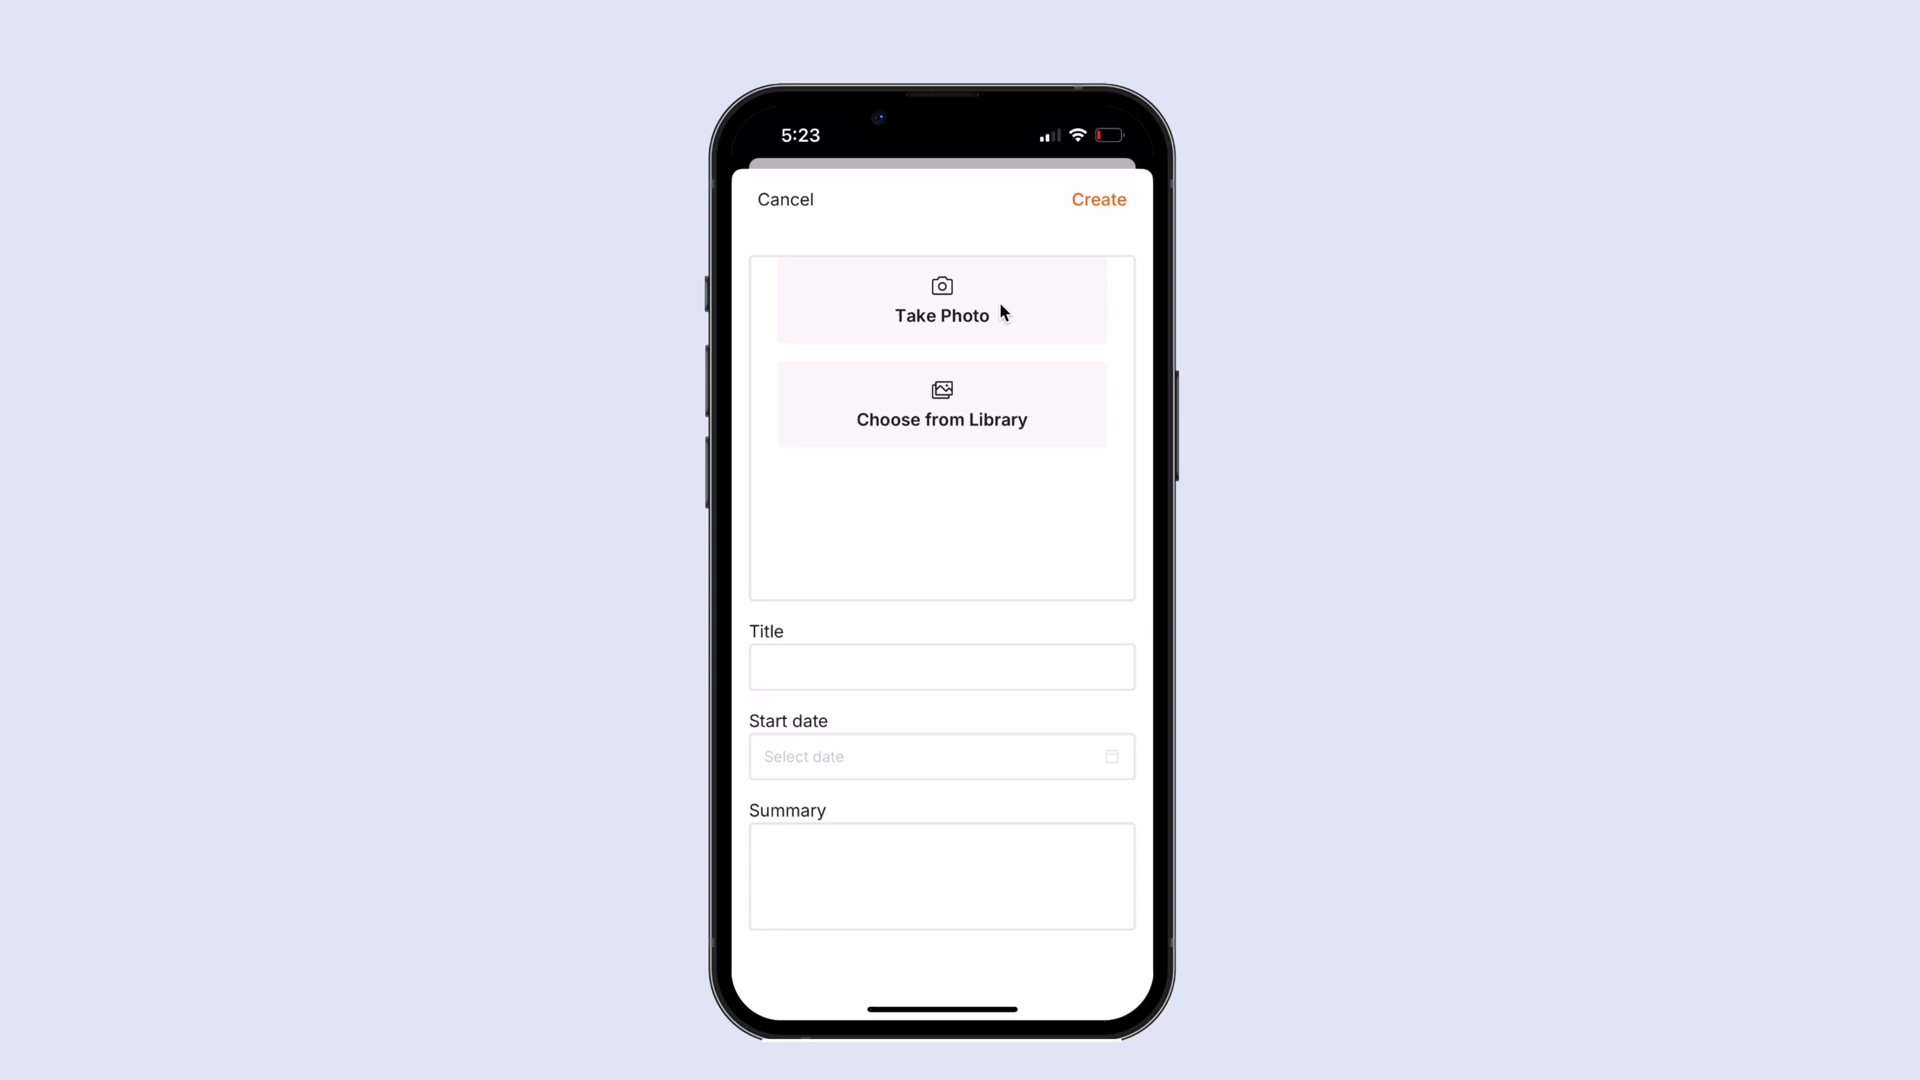 5:23
Cancel
Create
Take Photo
Choose from Library
Title
Start date
Select date
Summary